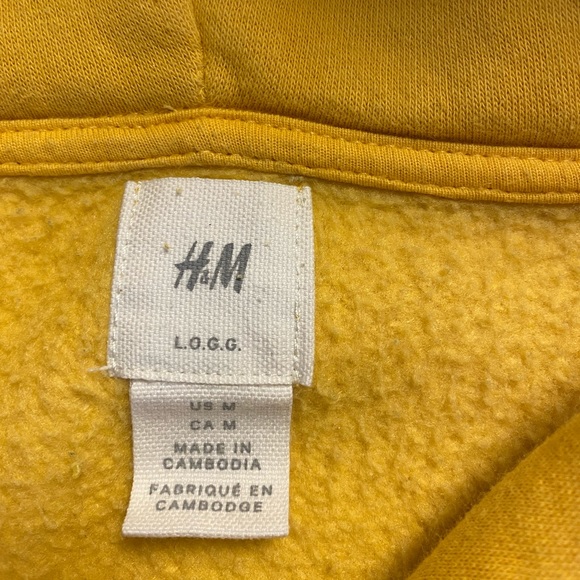 H&M
L.O.G.G.
US M
CA M
MADE IN
CAMBODIA
FABRIQUÉ EN
CAMBODGE